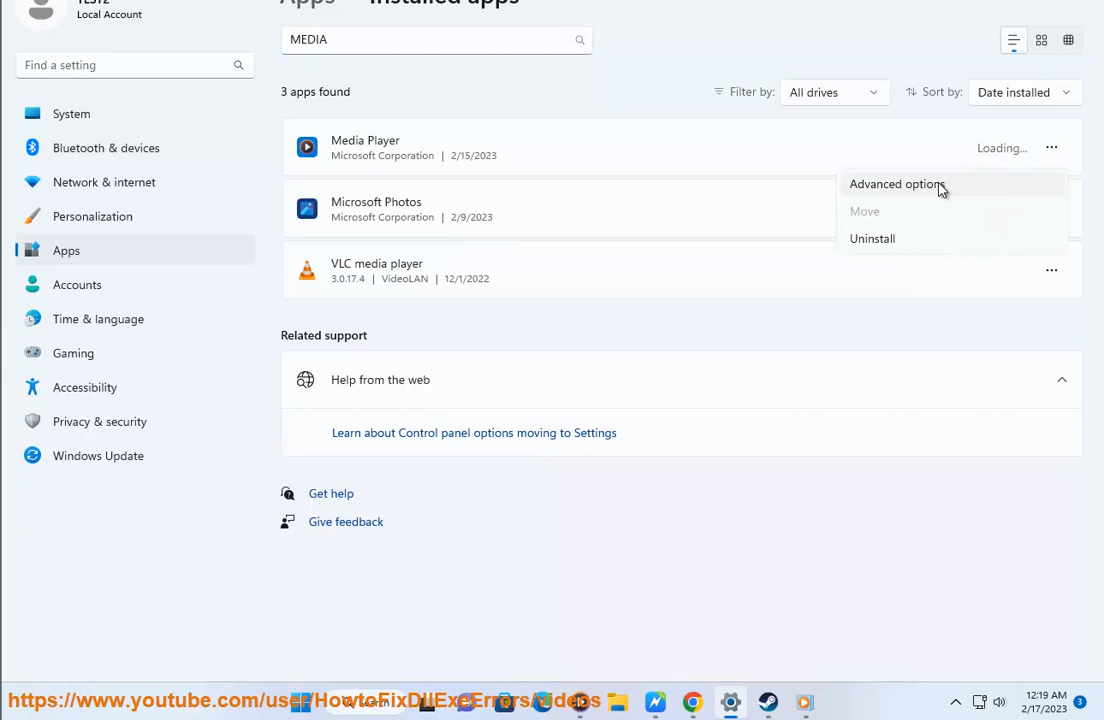 TEST2
Local Account
Apps Installed apps
MEDIA
Find a setting
3 apps found
Filter by:
All drives
Sort by:
Date installed
Media Player
Microsoft Corporation | 2/15/2023
Loading...
Advanced options
Move
Uninstall
Microsoft Photos
Microsoft Corporation | 2/9/2023
VLC media player
3.0.17.4 | VideoLAN | 12/1/2022
System
Bluetooth & devices
Network & internet
Personalization
Apps
Accounts
Time & language
Gaming
Accessibility
Privacy & security
Windows Update
Related support
Help from the web
Learn about Control panel options moving to Settings
Get help
Give feedback
https://www.youtube.com/user/HowtoFixDllExeErrors/videos
Search
12:19 AM
2/17/2023
3